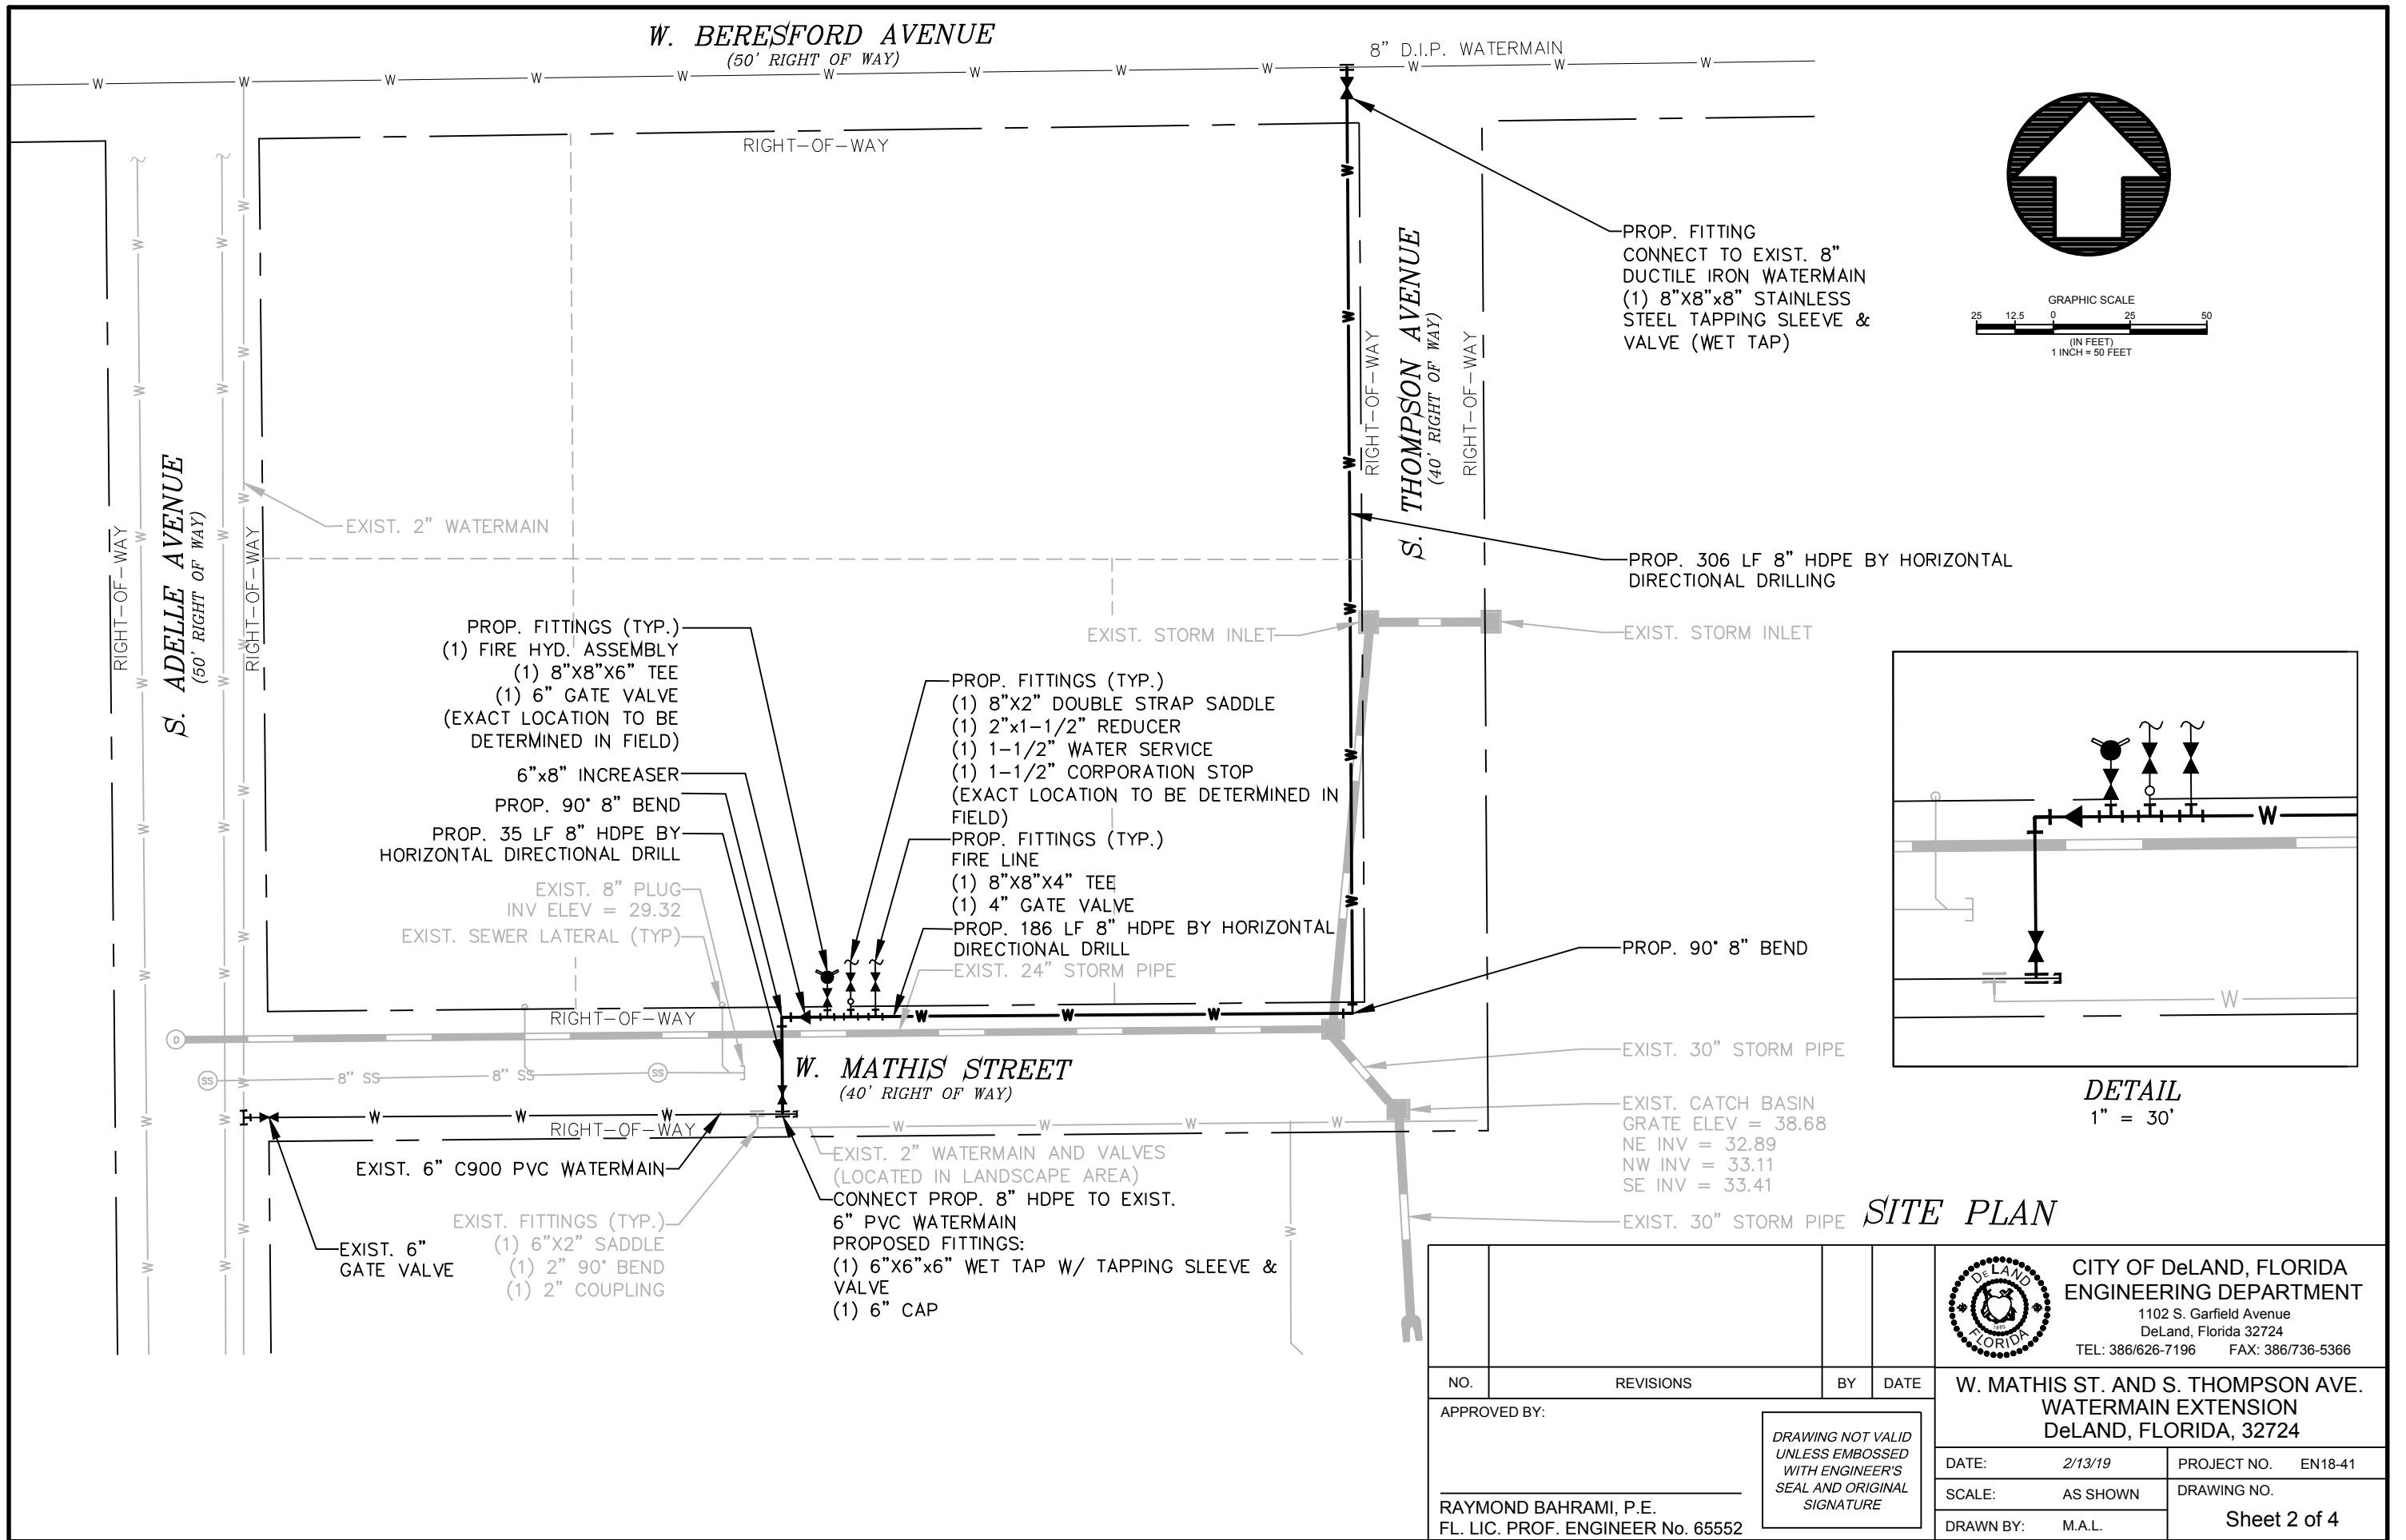 W. BERESFORD AVENUE
(50' RIGHT OF WAY)
8" D.I.P. WATERMAIN
W W W W W W W W W W W W
RIGHT-OF-WAY
PROP. FITTING
CONNECT TO EXIST. 8"
DUCTILE IRON WATERMAIN
(1) 8"X8"x8" STAINLESS
STEEL TAPPING SLEEVE &
VALVE (WET TAP)
GRAPHIC SCALE
25 12.5 0 25 50
(IN FEET)
1 INCH = 50 FEET
S. THOMPSON AVENUE
(40' RIGHT OF WAY)
RIGHT-OF-WAY
RIGHT-OF-WAY
S. ADELLE AVENUE
(50' RIGHT OF WAY)
RIGHT-OF-WAY
RIGHT-OF-WAY
EXIST. 2" WATERMAIN
PROP. 306 LF 8" HDPE BY HORIZONTAL
DIRECTIONAL DRILLING
EXIST. STORM INLET
EXIST. STORM INLET
PROP. FITTINGS (TYP.)
(1) FIRE HYD. ASSEMBLY
(1) 8"X8"X6" TEE
(1) 6" GATE VALVE
(EXACT LOCATION TO BE
DETERMINED IN FIELD)
6"x8" INCREASER
PROP. 90° 8" BEND
PROP. 35 LF 8" HDPE BY
HORIZONTAL DIRECTIONAL DRILL
EXIST. 8" PLUG
INV ELEV = 29.32
EXIST. SEWER LATERAL (TYP)
PROP. FITTINGS (TYP.)
(1) 8"X2" DOUBLE STRAP SADDLE
(1) 2"x1-1/2" REDUCER
(1) 1-1/2" WATER SERVICE
(1) 1-1/2" CORPORATION STOP
(EXACT LOCATION TO BE DETERMINED IN
FIELD)
PROP. FITTINGS (TYP.)
FIRE LINE
(1) 8"X8"X4" TEE
(1) 4" GATE VALVE
PROP. 186 LF 8" HDPE BY HORIZONTAL
DIRECTIONAL DRILL
EXIST. 24" STORM PIPE
PROP. 90° 8" BEND
RIGHT-OF-WAY
W W W
D
W. MATHIS STREET
(40' RIGHT OF WAY)
SS 8" SS 8" SS SS
W W W
RIGHT-OF-WAY
W W W W
EXIST. 6" C900 PVC WATERMAIN
EXIST. 2" WATERMAIN AND VALVES
(LOCATED IN LANDSCAPE AREA)
CONNECT PROP. 8" HDPE TO EXIST.
6" PVC WATERMAIN
PROPOSED FITTINGS:
(1) 6"X6"x6" WET TAP W/ TAPPING SLEEVE &
VALVE
(1) 6" CAP
EXIST. FITTINGS (TYP.)
(1) 6"X2" SADDLE
(1) 2" 90° BEND
(1) 2" COUPLING
EXIST. 6"
GATE VALVE
EXIST. 30" STORM PIPE
EXIST. CATCH BASIN
GRATE ELEV = 38.68
NE INV = 32.89
NW INV = 33.11
SE INV = 33.41
EXIST. 30" STORM PIPE
W
W
DETAIL
1" = 30'
SITE PLAN
NO. REVISIONS BY DATE
APPROVED BY:
RAYMOND BAHRAMI, P.E.
FL. LIC. PROF. ENGINEER No. 65552
DRAWING NOT VALID
UNLESS EMBOSSED
WITH ENGINEER'S
SEAL AND ORIGINAL
SIGNATURE
DELAND
FLORIDA
CITY OF DeLAND, FLORIDA
ENGINEERING DEPARTMENT
1102 S. Garfield Avenue
DeLand, Florida 32724
TEL: 386/626-7196 FAX: 386/736-5366
W. MATHIS ST. AND S. THOMPSON AVE.
WATERMAIN EXTENSION
DeLAND, FLORIDA, 32724
DATE: 2/13/19
PROJECT NO. EN18-41
SCALE: AS SHOWN
DRAWING NO.
Sheet 2 of 4
DRAWN BY: M.A.L.